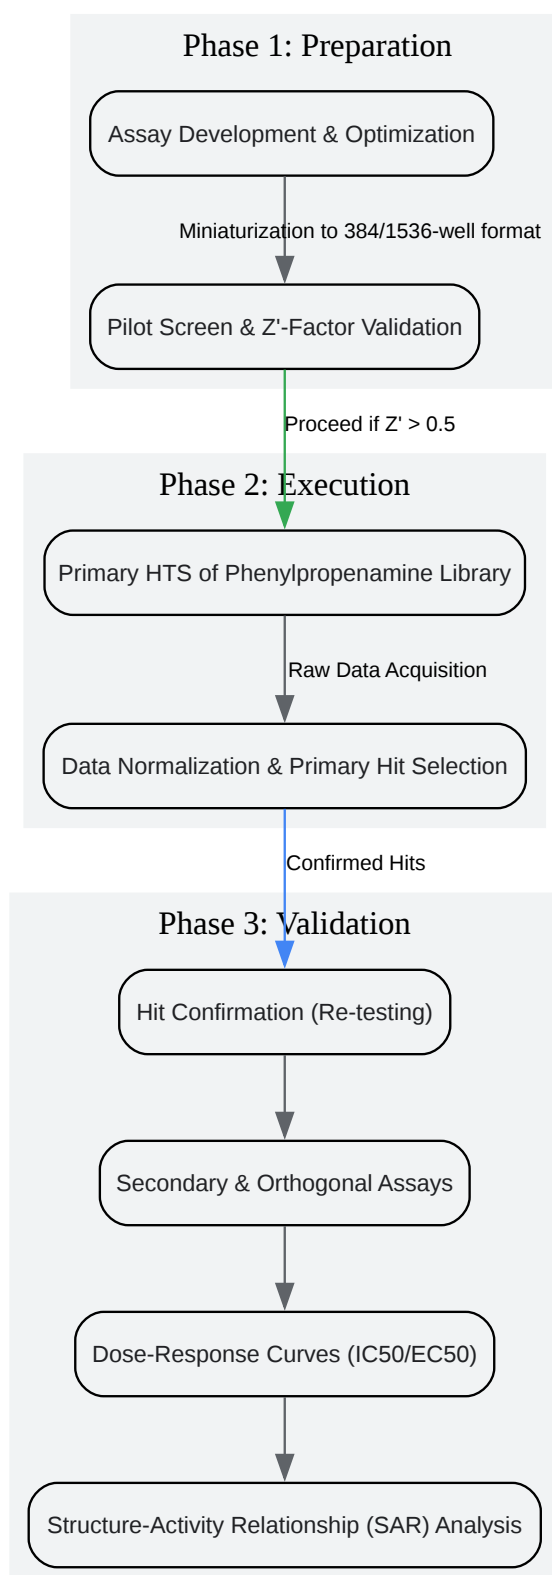 Phase 1: Preparation
Assay Development & Optimization
Miniaturization to 384/1536-well format
Pilot Screen & Z'-Factor Validation
Proceed if Z' > 0.5
Phase 2: Execution
Primary HTS of Phenylpropenamine Library
Raw Data Acquisition
Data Normalization & Primary Hit Selection
Confirmed Hits
Phase 3: Validation
Hit Confirmation (Re-testing)
Secondary & Orthogonal Assays
Dose-Response Curves (IC50/EC50)
Structure-Activity Relationship (SAR) Analysis